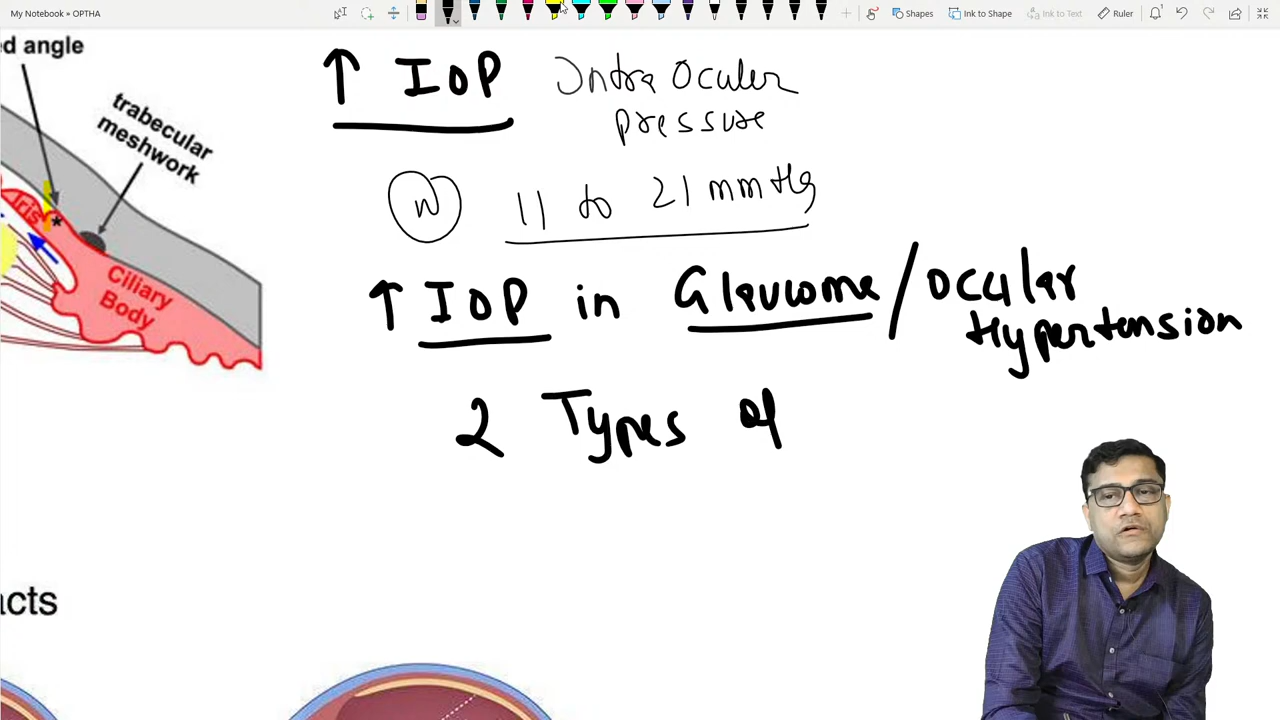 My Notebook » OPTHA
Shapes
Ink to Shape
Ink to Text
Ruler
d angle
trabecular
meshwork
Iris
*
Ciliary
Body
↑ IOP Intra Ocular
pressure
N 11 to 21 mmHg
↑ IOP in Glaucoma / Ocular
Hypertension
2 Types of
acts